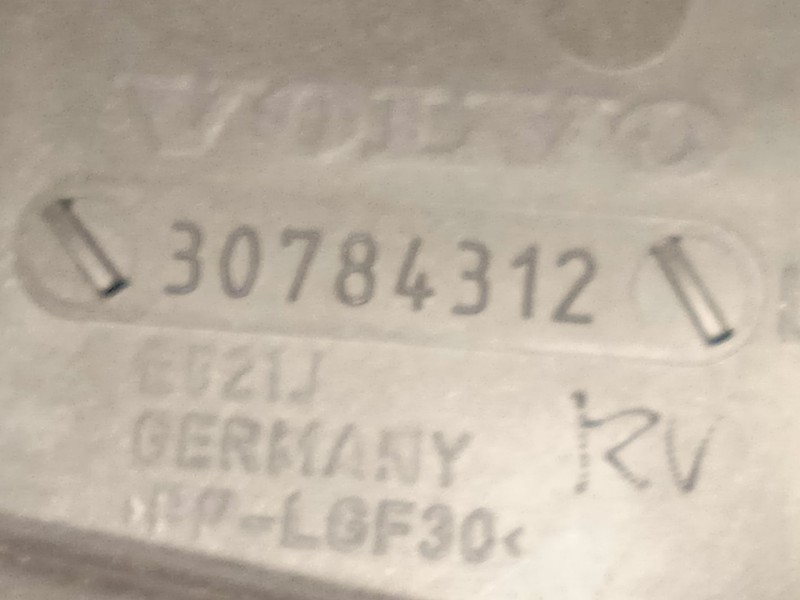 VOLVO
30784312
GERMANY
RV
PP-LGF30<